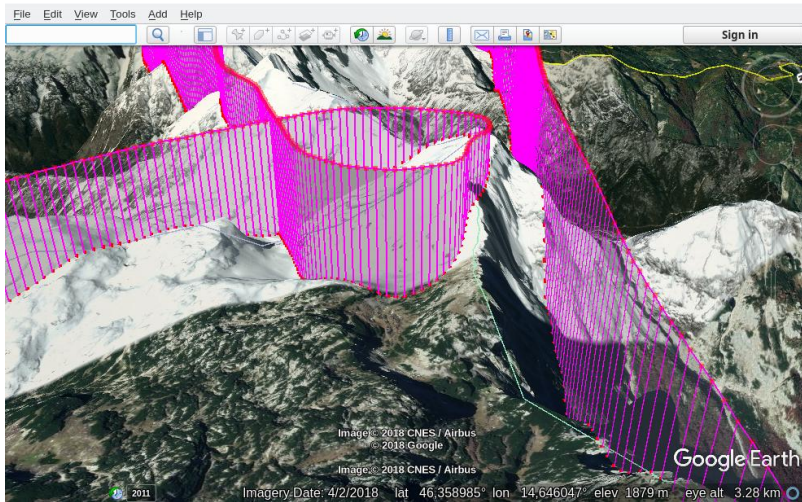 File Edit View Tools Add Help
Sign in
Image © 2018 CNES / Airbus
© 2018 Google
Image © 2018 CNES / Airbus
Google Earth
2011
Imagery Date: 4/2/2018 lat 46,358985° lon 14,646047° elev 1879 m eye alt 3.28 km